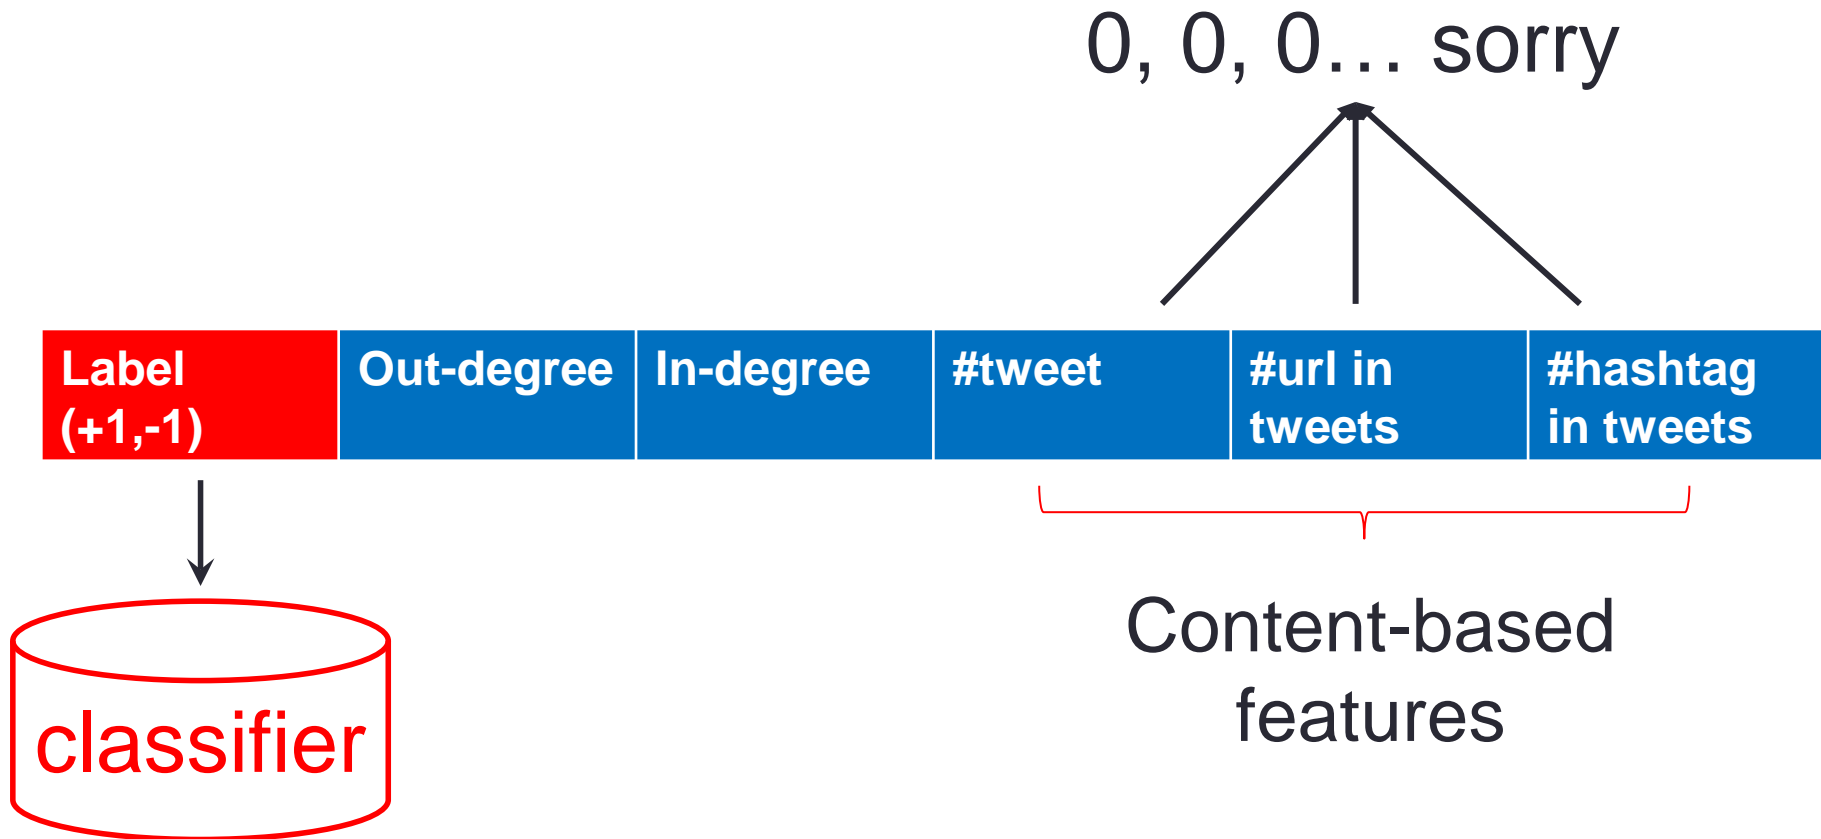 0, 0, 0… sorry
Label
(+1,-1)
Out-degree
In-degree
#tweet
#url in
tweets
#hashtag
in tweets
Content-based
features
classifier